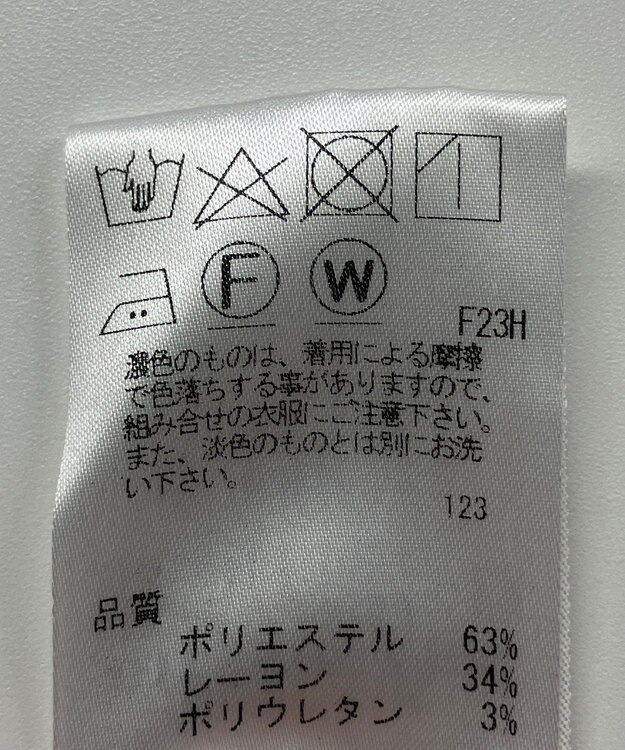 F
W
F23H
濃色のものは、着用による摩擦
で色落ちする事がありますので、
組み合せの衣服にご注意下さい。
また、淡色のものとは別にお洗
い下さい。
123
品質
ポリエステル 63%
レーヨン 34%
ポリウレタン 3%